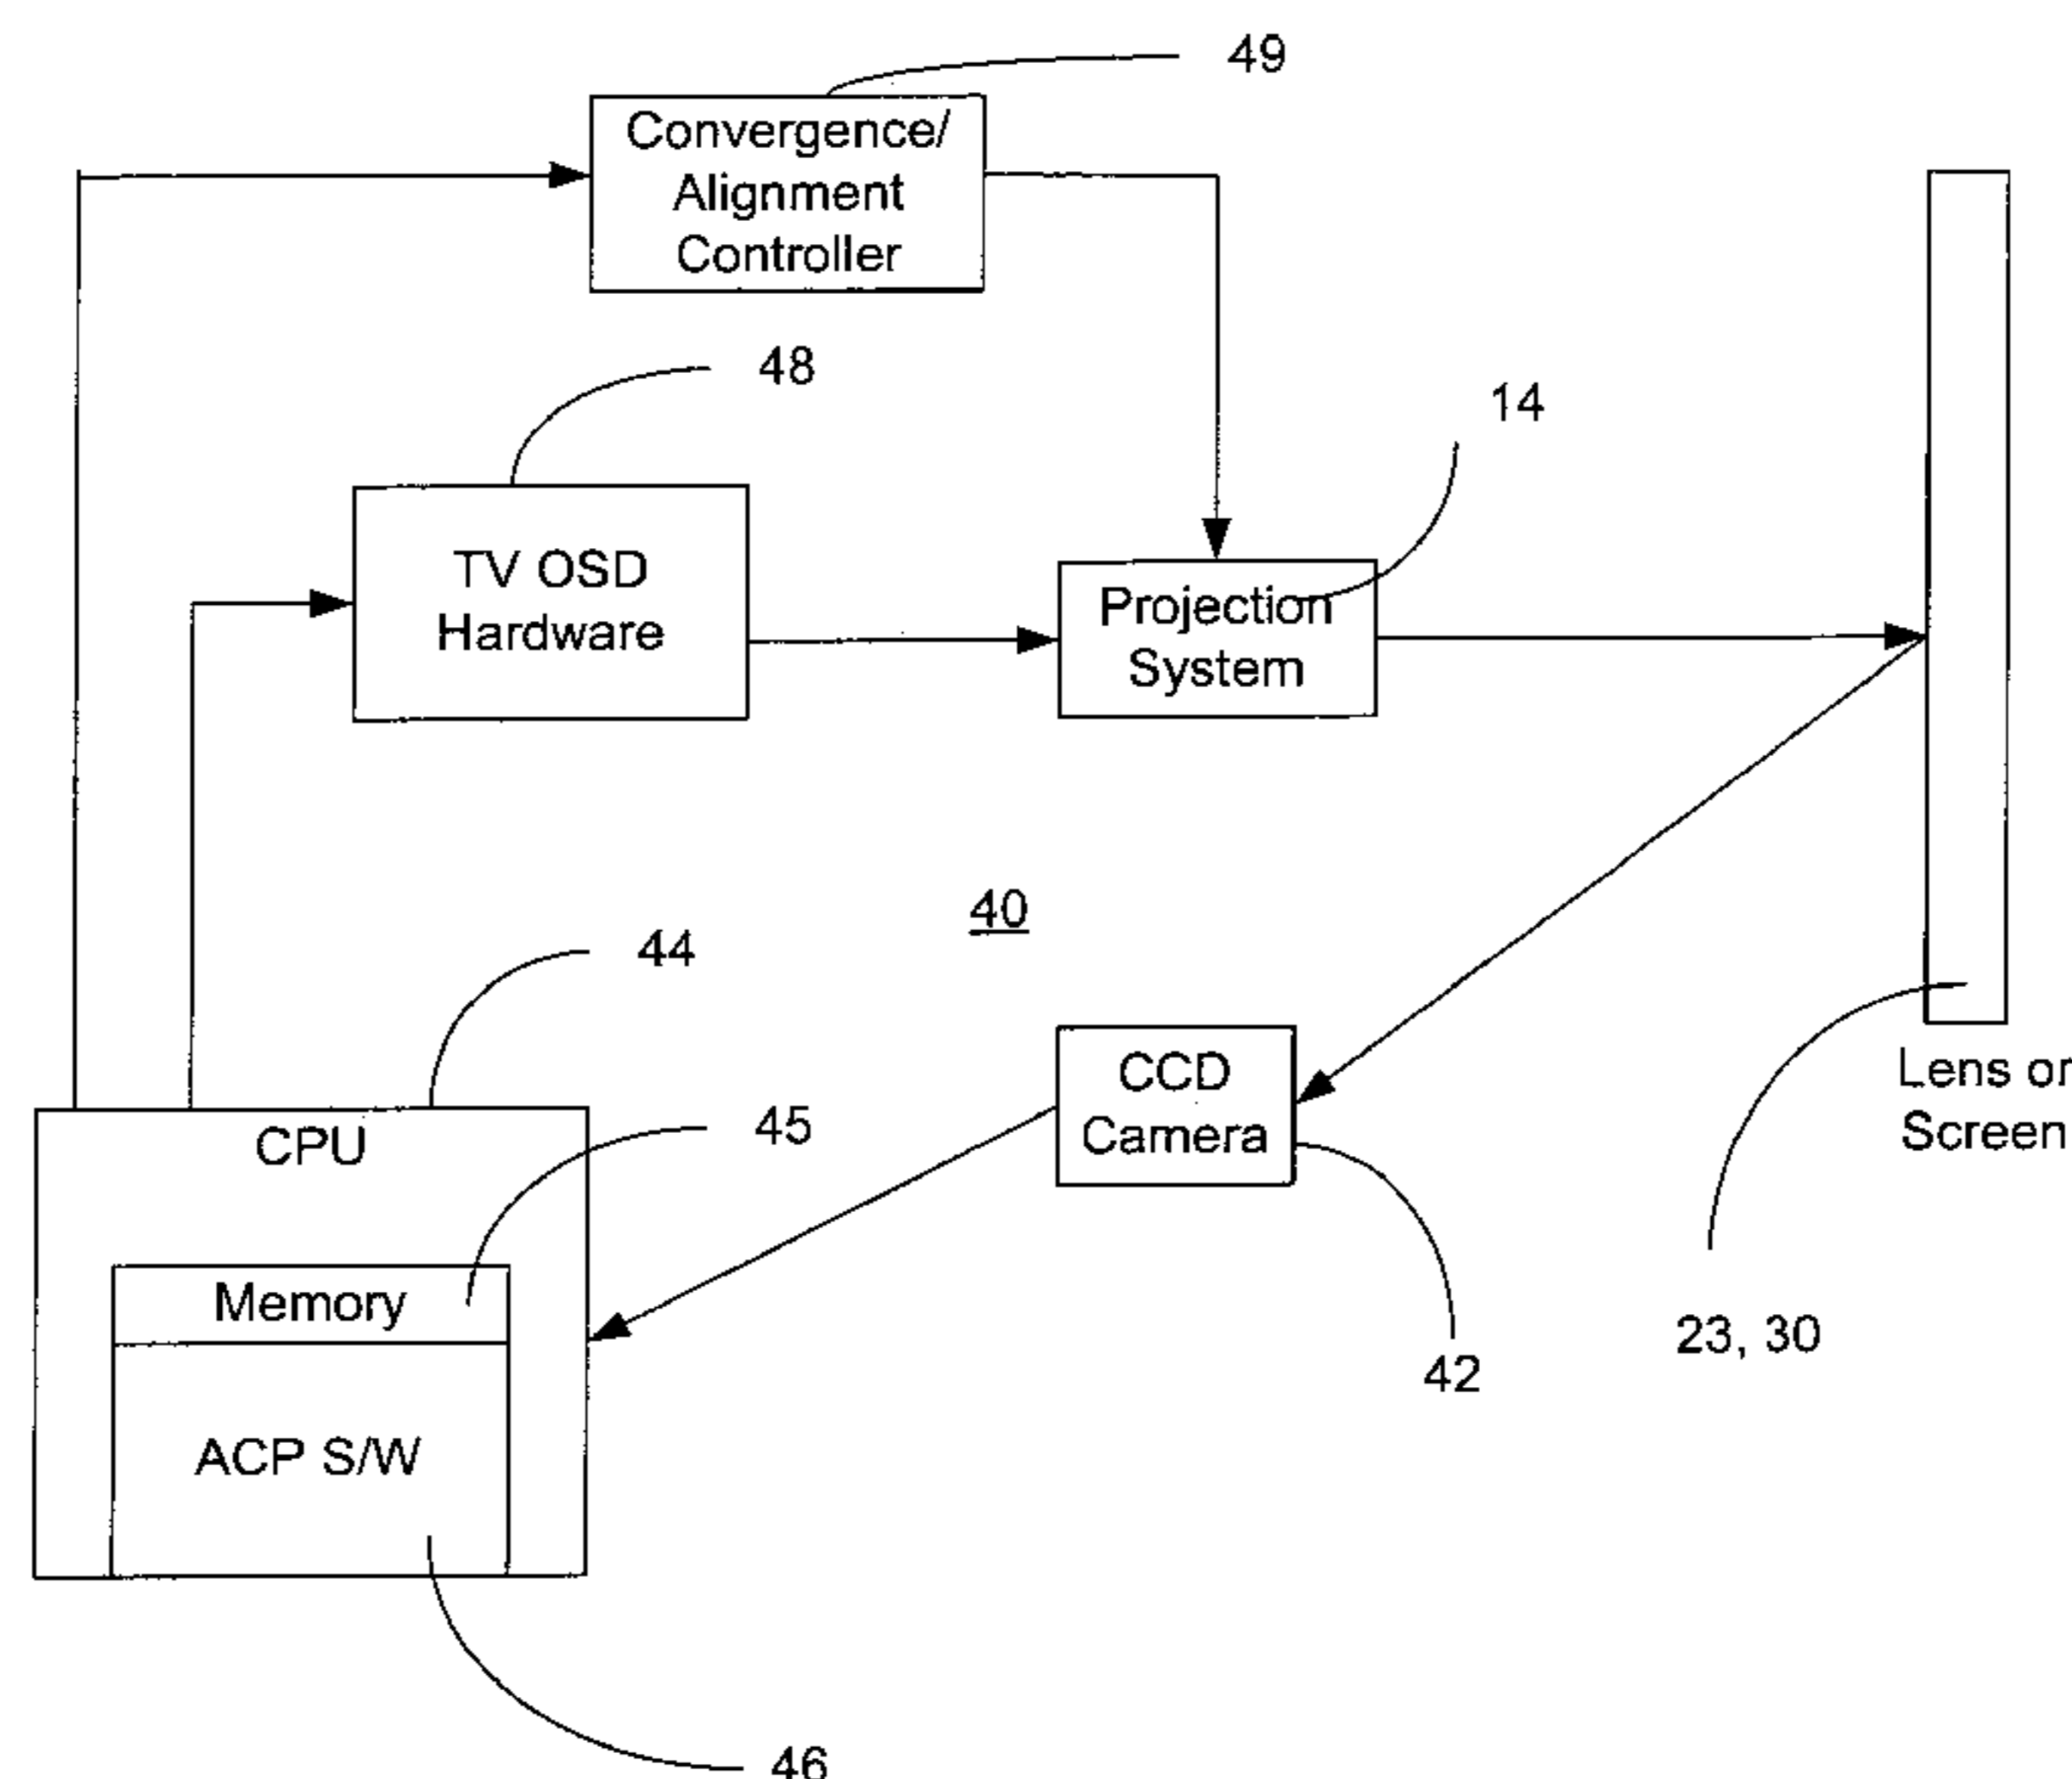 49
Convergence/
Alignment
Controller
48
14
TV OSD
Hardware
Projection
System
40
44
CCD
Camera
Lens or
Screen
45
CPU
Memory
23, 30
42
ACP S/W
46